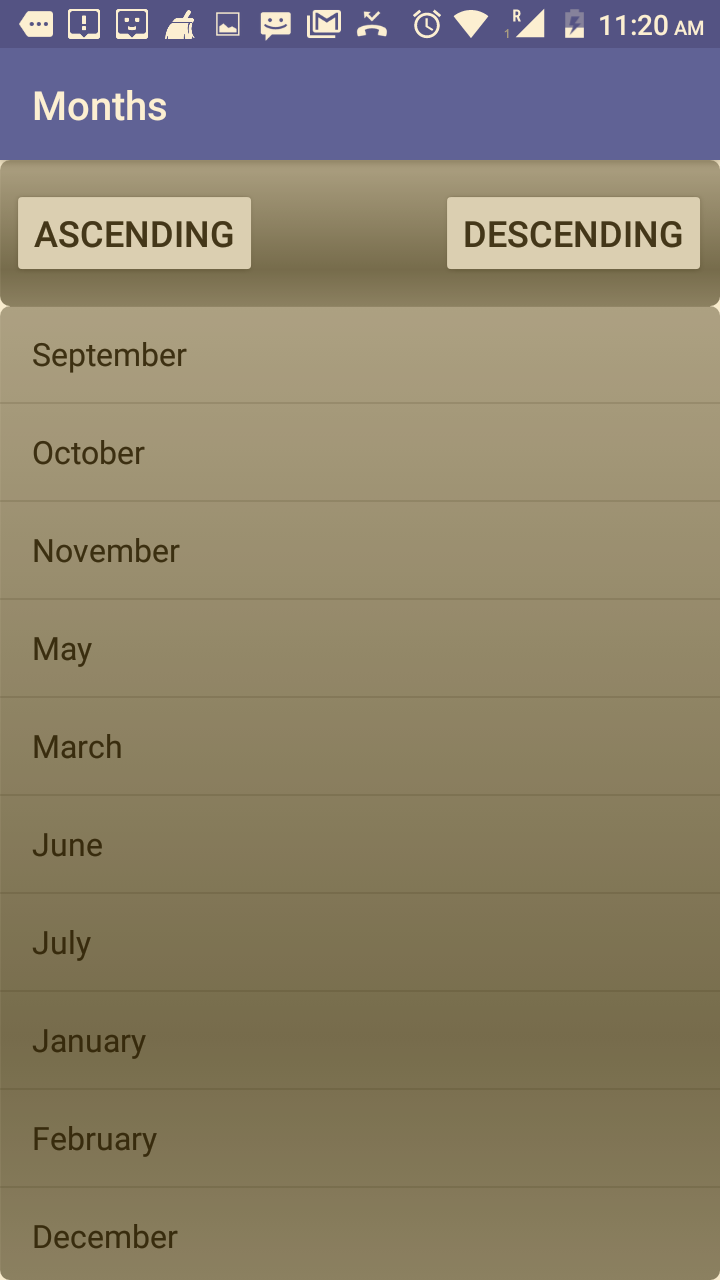 R
1
11:20 AM
Months
ASCENDING
DESCENDING
September
October
November
May
March
June
July
January
February
December